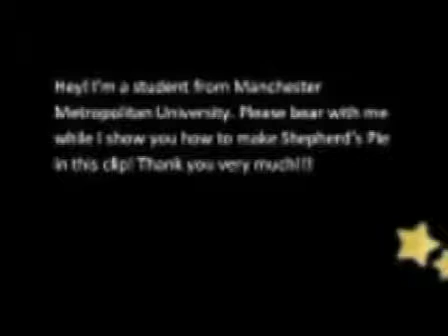 Hey! I'm a student from Manchester
Metropolitan University. Please bear with me
while I show you how to make Shepherd's Pie
in this clip! Thank you very much!!!